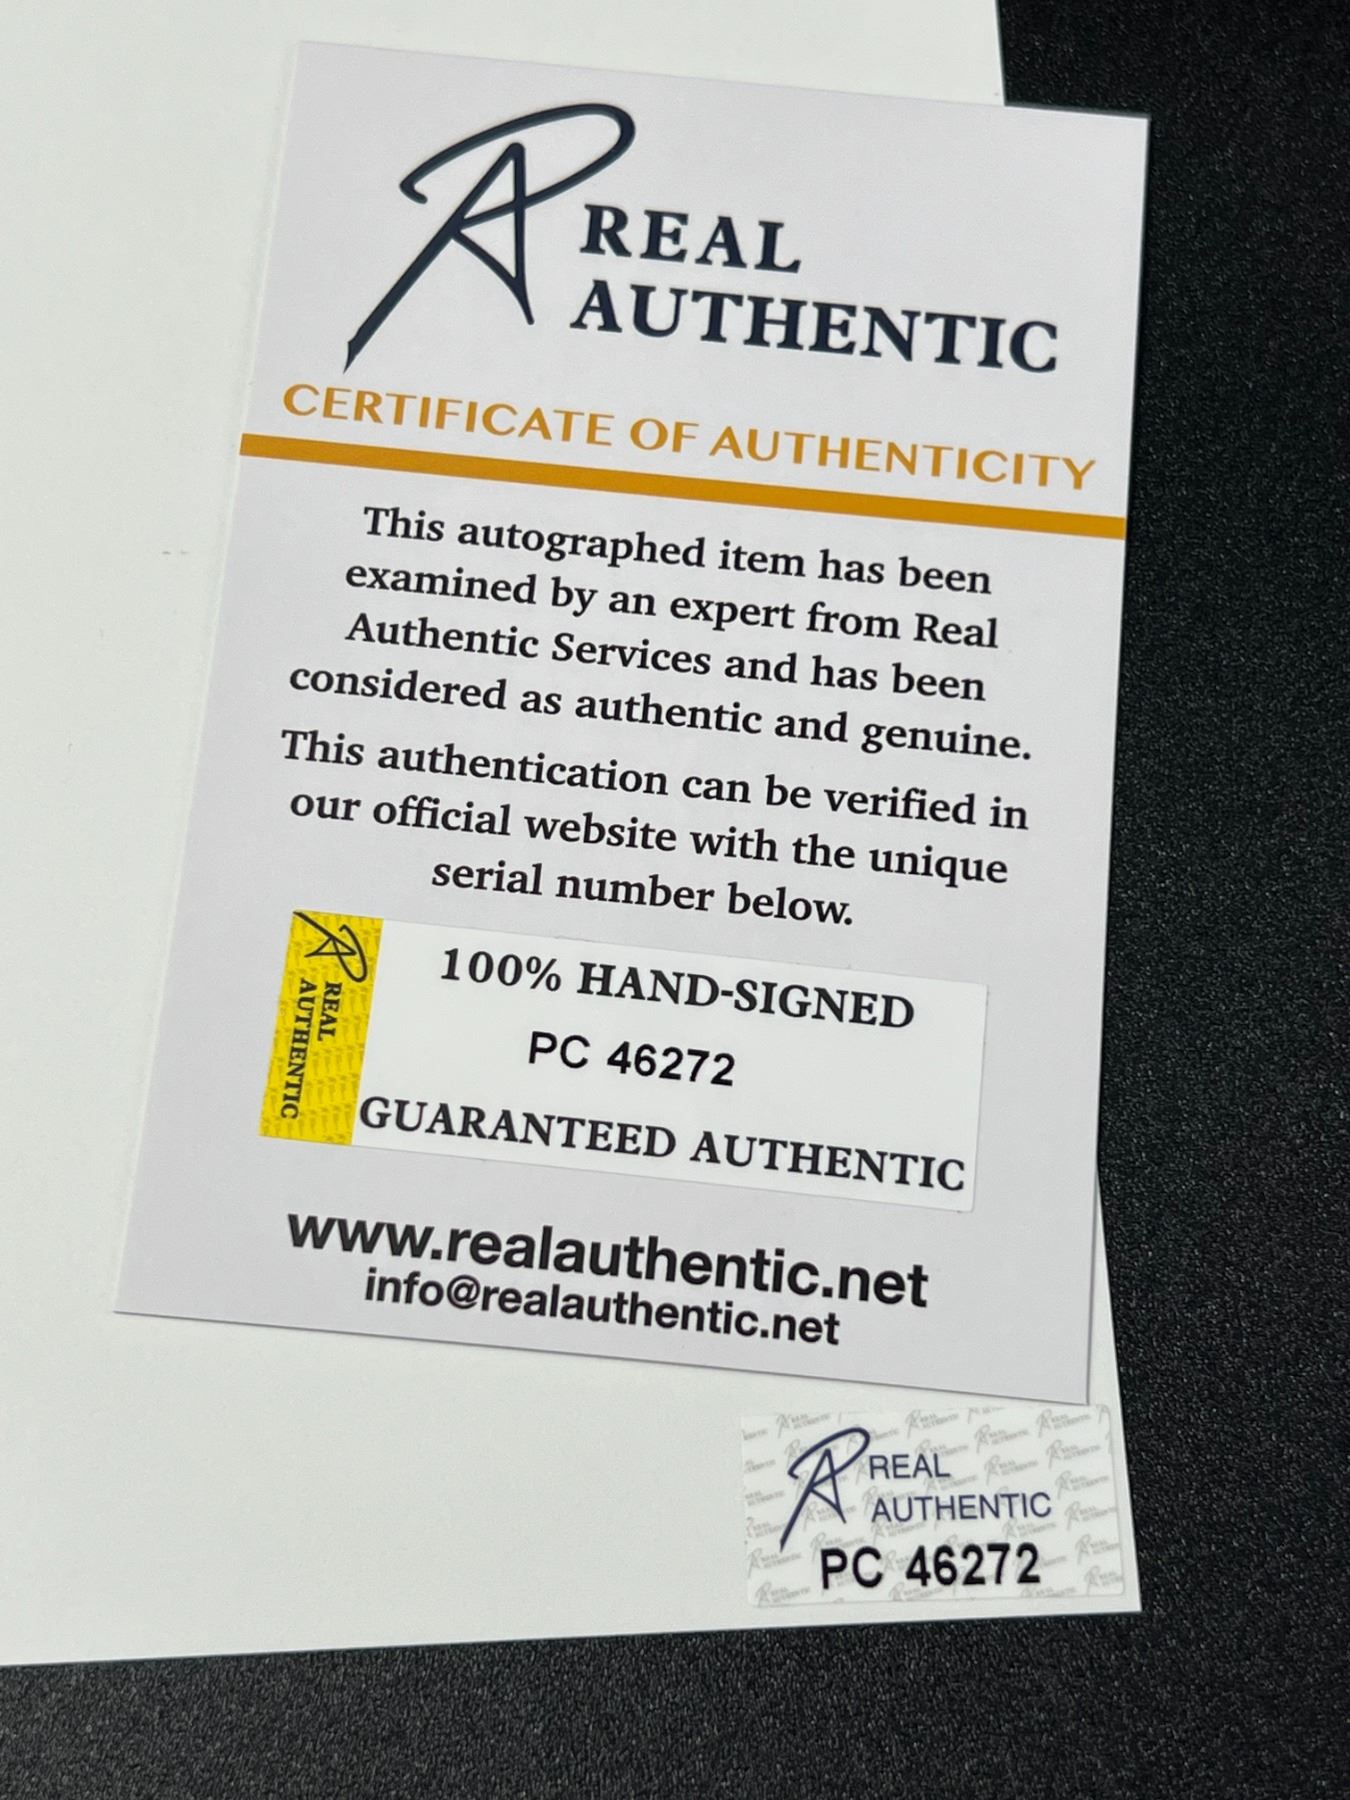 REAL
AUTHENTIC
CERTIFICATE OF AUTHENTICITY
This autographed item has been
examined by an expert from Real
Authentic Services and has been
considered as authentic and genuine.
This authentication can be verified in
our official website with the unique
serial number below.
REAL
AUTHENTIC
100% HAND-SIGNED
PC 46272
GUARANTEED AUTHENTIC
www.realauthentic.net
info@realauthentic.net
REAL
AUTHENTIC
PC 46272